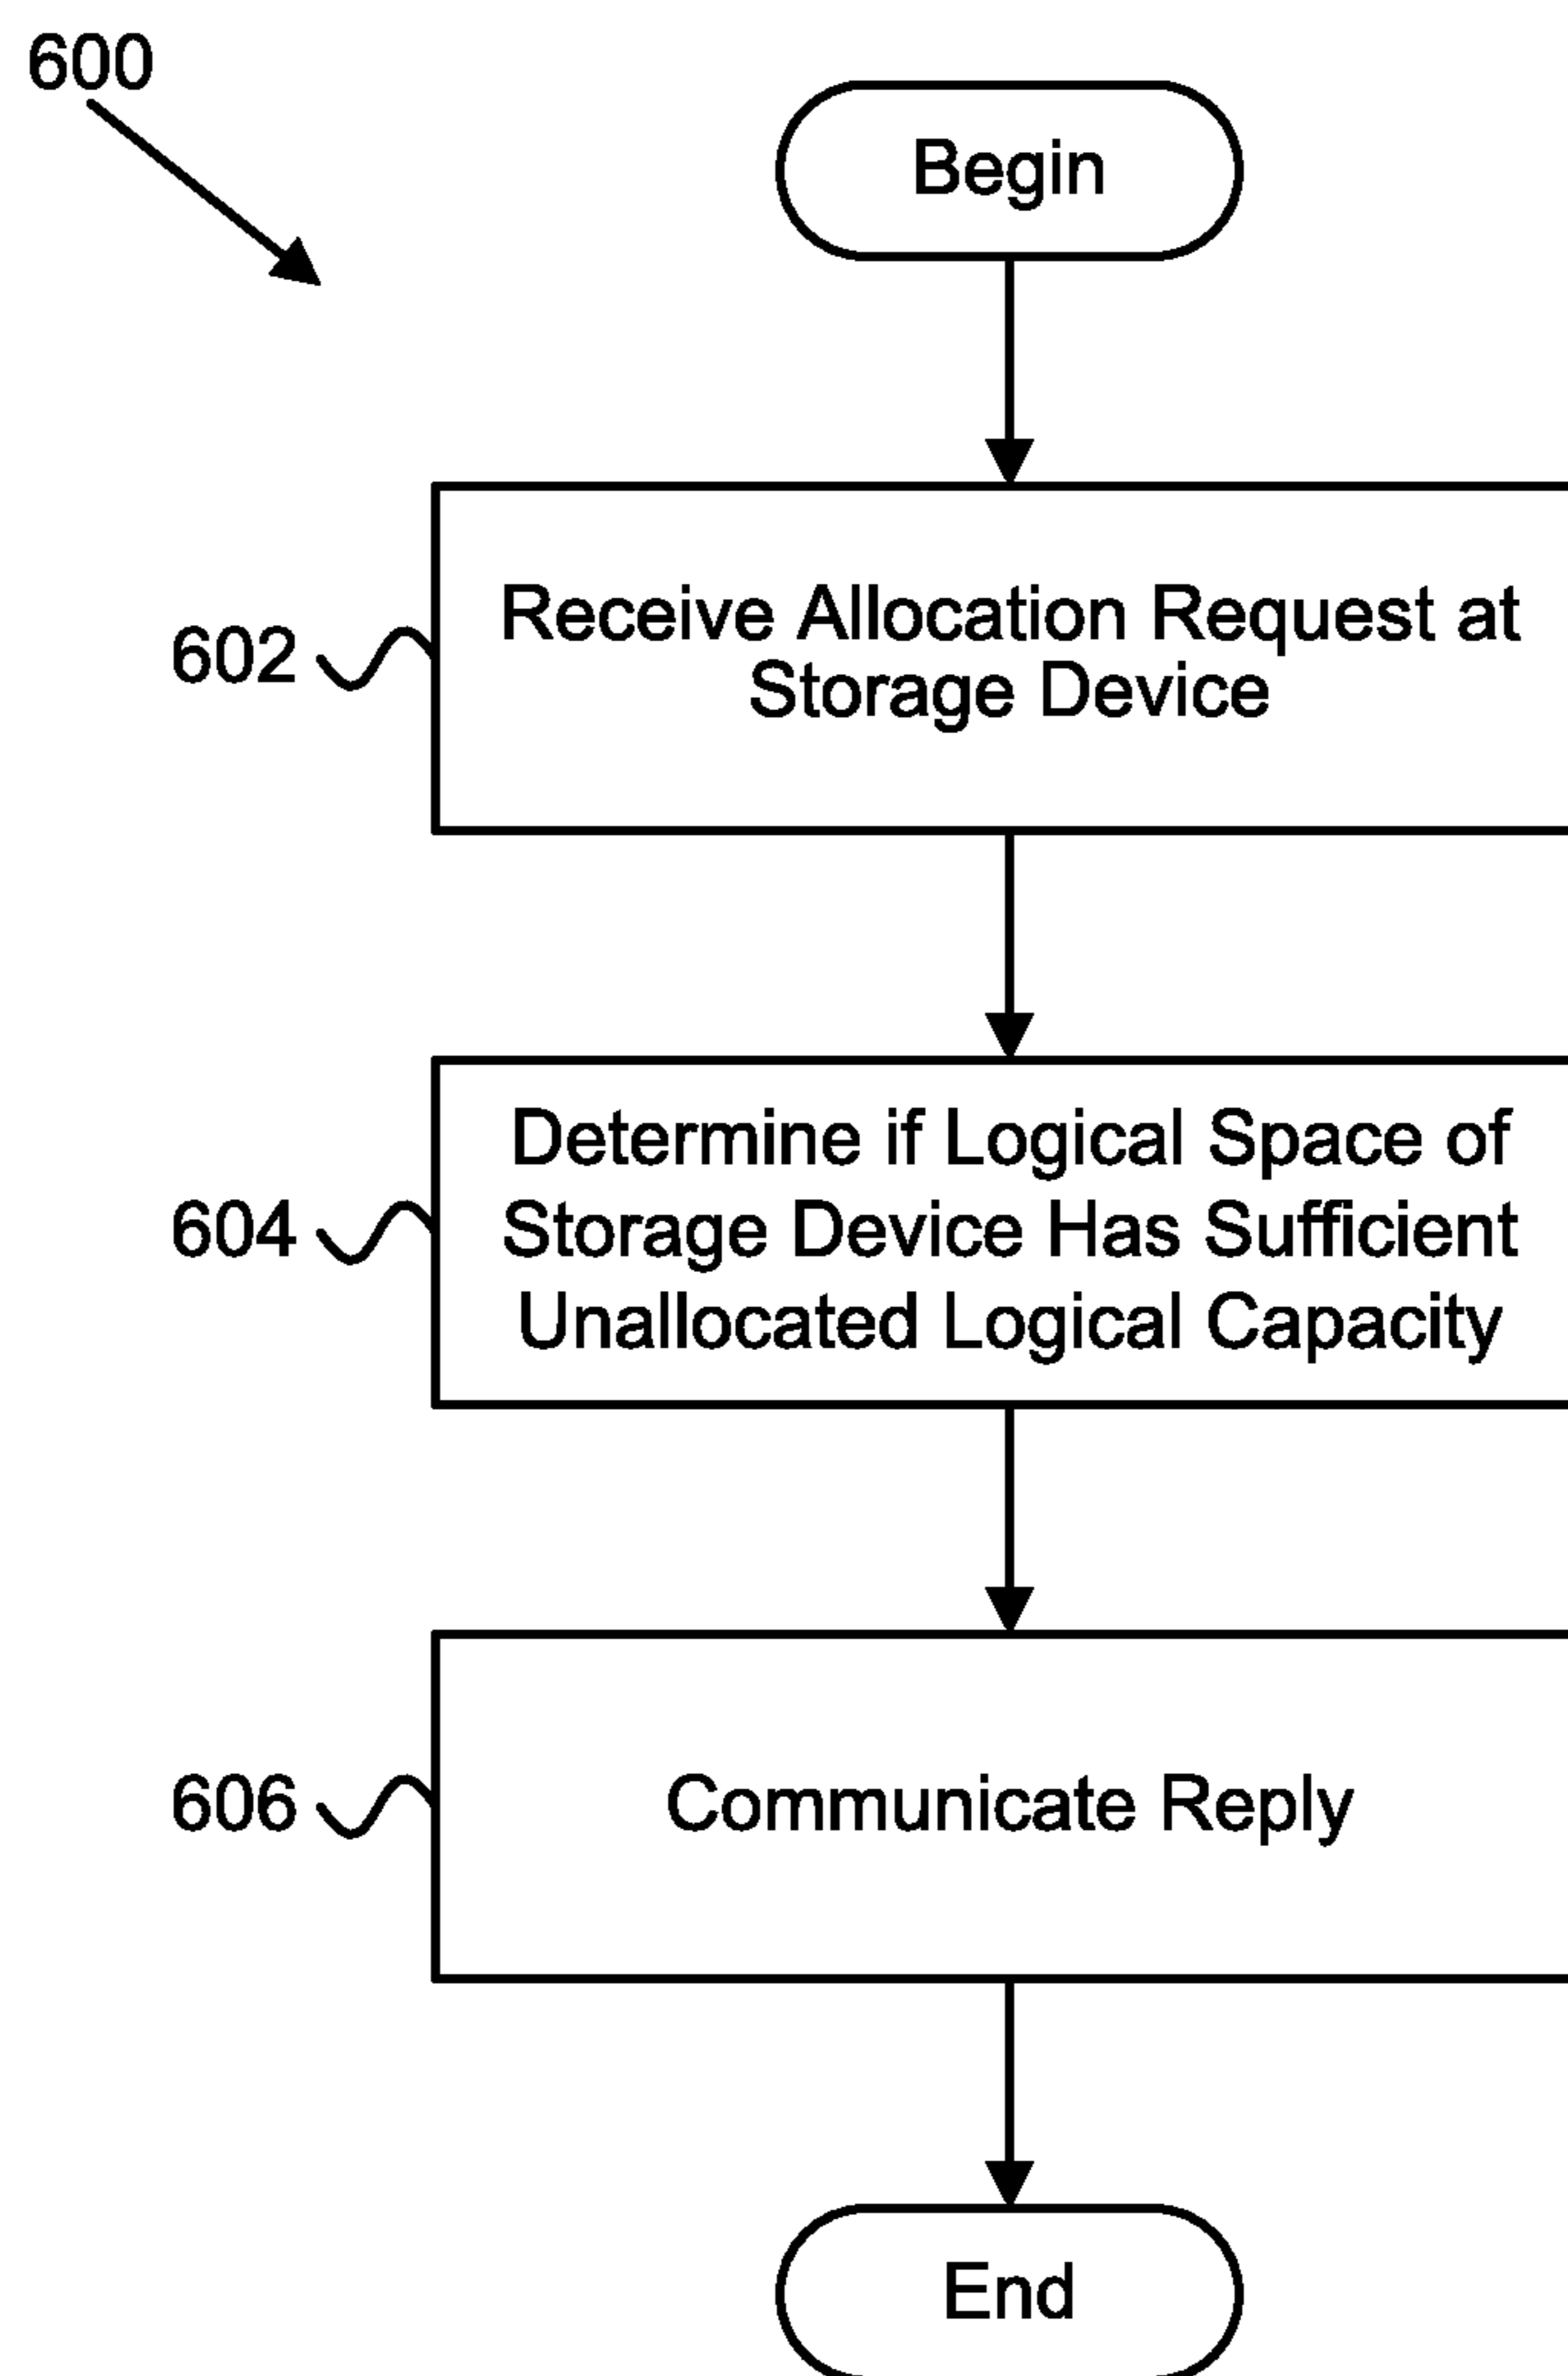 600
Begin
602
Receive Allocation Request at
Storage Device
604
Determine if Logical Space of
Storage Device Has Sufficient
Unallocated Logical Capacity
606
Communicate Reply
End